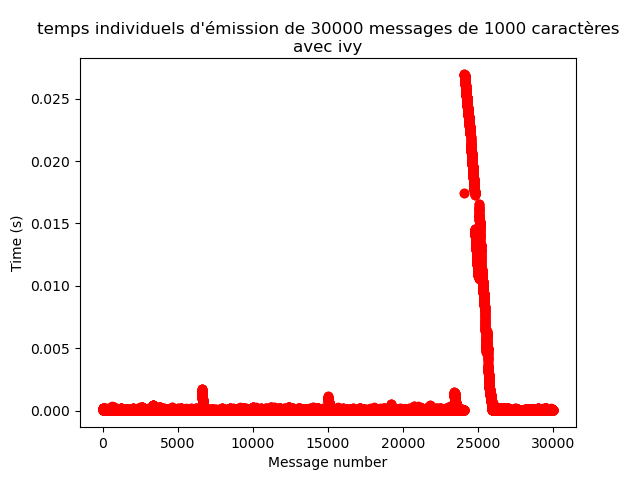 temps individuels d'émission de 30000 messages de 1000 caractères
avec ivy
0.025
0.020
0.015
0.010
0.005
0.000
Time (s)
0 5000 10000 15000 20000 25000 30000
Message number